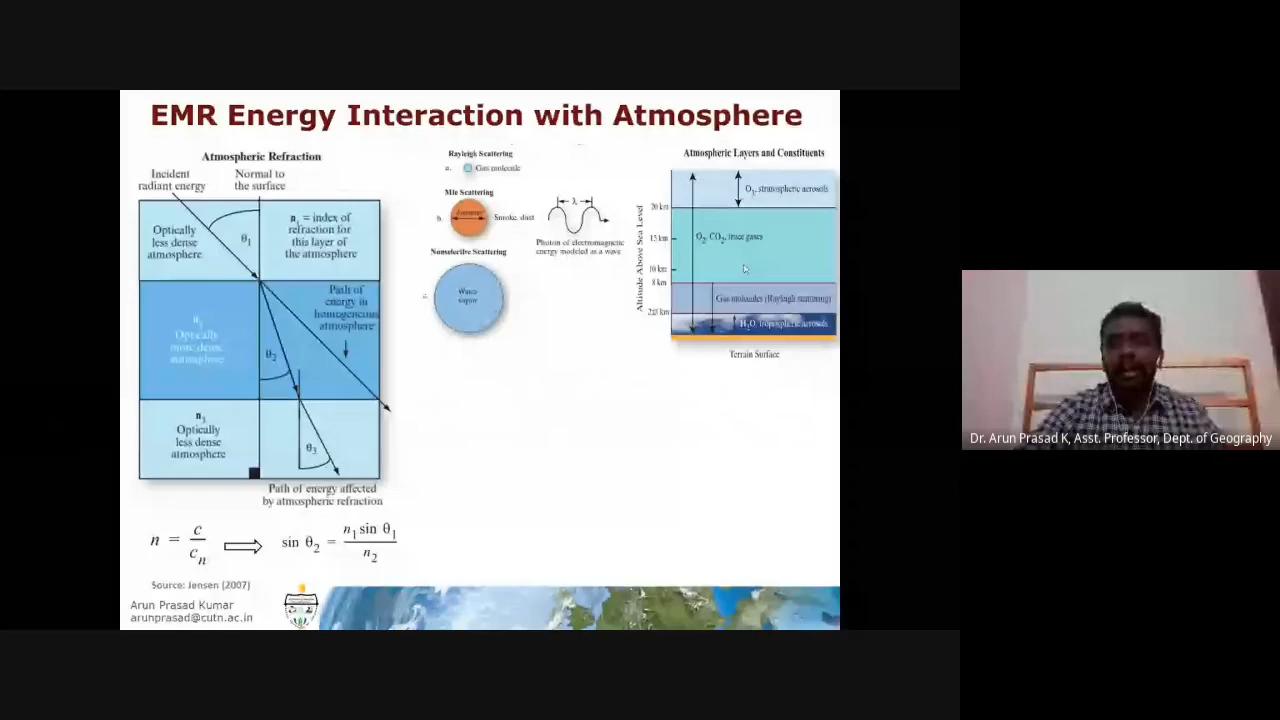 EMR Energy Interaction with Atmosphere
Atmospheric Refraction
Incident
radiant energy
Normal to
the surface
Optically
less dense
atmosphere
θ1
n1 = index of
refraction for
this layer of
the atmosphere
n2
Optically
more dense
atmosphere
Path of
energy in
homogeneous
atmosphere
θ2
n3
Optically
less dense
atmosphere
θ3
Path of energy affected
by atmospheric refraction
n = c / cn
sin θ2 = n1 sin θ1 / n2
Source: Jensen (2007)
Arun Prasad Kumar
arunprasad@cutn.ac.in
Rayleigh Scattering
a. Gas molecule
Mie Scattering
b.
Smoke, dust
λ
Photon of electromagnetic
energy modeled as a wave
Nonselective Scattering
c.
Water
vapor
Atmospheric Layers and Constituents
Altitude Above Sea Level
O3, stratospheric aerosols
20 km
O2, CO2, trace gases
15 km
10 km
8 km
Gas molecules (Rayleigh scattering)
H2O, tropospheric aerosols
Terrain Surface
Dr. Arun Prasad K, Asst. Professor, Dept. of Geography